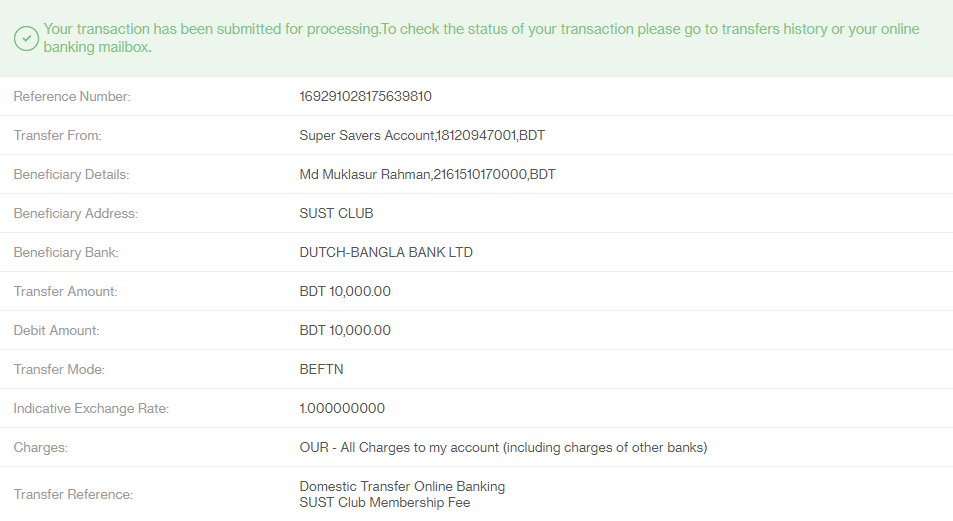 Your transaction has been submitted for processing.To check the status of your transaction please go to transfers history or your online
banking mailbox.
Reference Number: 169291028175639810
Transfer From: Super Savers Account,18120947001,BDT
Beneficiary Details: Md Muklasur Rahman,2161510170000,BDT
Beneficiary Address: SUST CLUB
Beneficiary Bank: DUTCH-BANGLA BANK LTD
Transfer Amount: BDT 10,000.00
Debit Amount: BDT 10,000.00
Transfer Mode: BEFTN
Indicative Exchange Rate: 1.000000000
Charges: OUR - All Charges to my account (including charges of other banks)
Transfer Reference: Domestic Transfer Online Banking
SUST Club Membership Fee